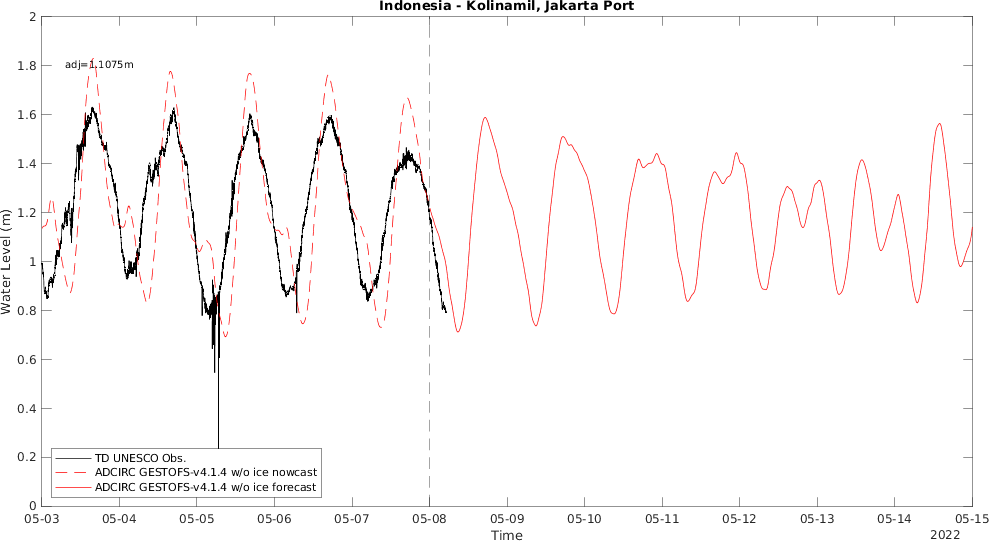 Indonesia - Kolinamil, Jakarta Port
2
1.8
1.6
1.4
1.2
1
0.8
0.6
0.4
0.2
0
Water Level (m)
adj=1.1075m
TD UNESCO Obs.
ADCIRC GESTOFS-v4.1.4 w/o ice nowcast
ADCIRC GESTOFS-v4.1.4 w/o ice forecast
05-03 05-04 05-05 05-06 05-07 05-08 05-09 05-10 05-11 05-12 05-13 05-14 05-15
Time
2022